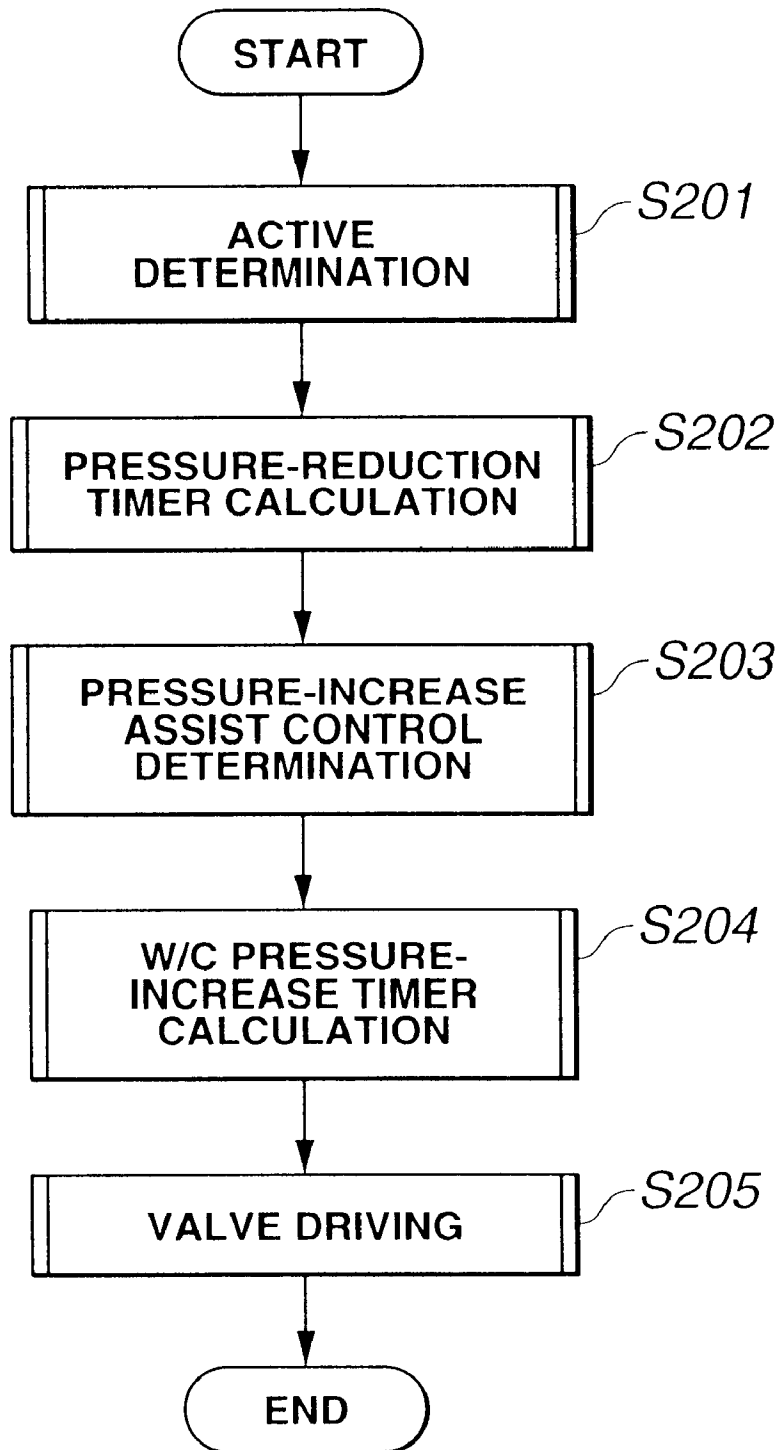 START
S201
ACTIVE
DETERMINATION
S202
PRESSURE-REDUCTION
TIMER CALCULATION
S203
PRESSURE-INCREASE
ASSIST CONTROL
DETERMINATION
S204
W/C PRESSURE-
INCREASE TIMER
CALCULATION
S205
VALVE DRIVING
END